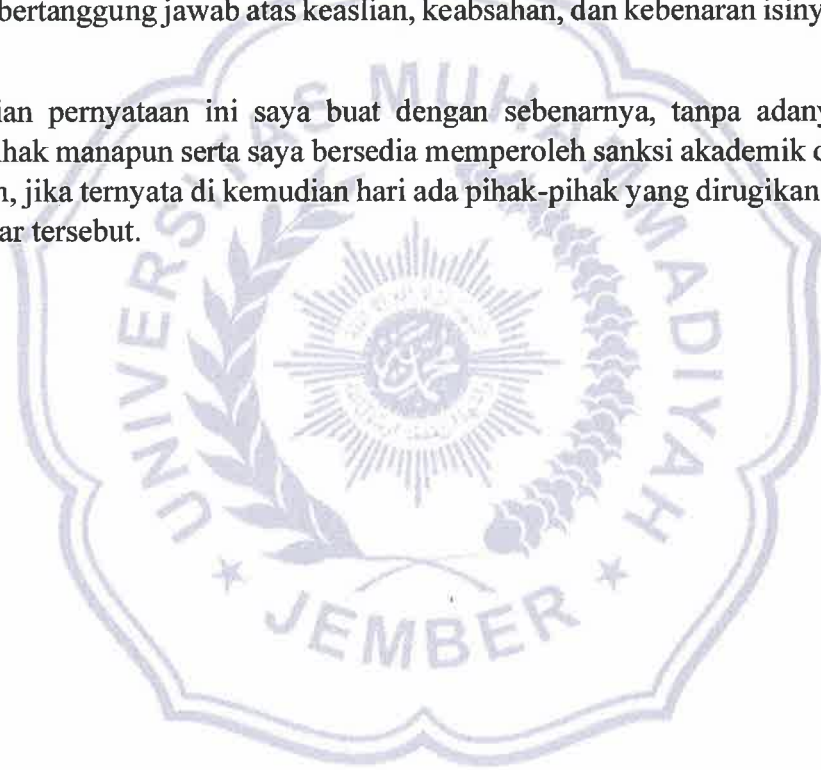 bertanggung jawab atas keaslian, keabsahan, dan kebenaran isiny
ian pernyataan ini saya buat dengan sebenarnya, tanpa adany
ihak manapun serta saya bersedia memperoleh sanksi akademik d
n, jika ternyata di kemudian hari ada pihak-pihak yang dirugikan
ar tersebut.
UNIVERSITAS MUHAMMADIYAH
JEMBER